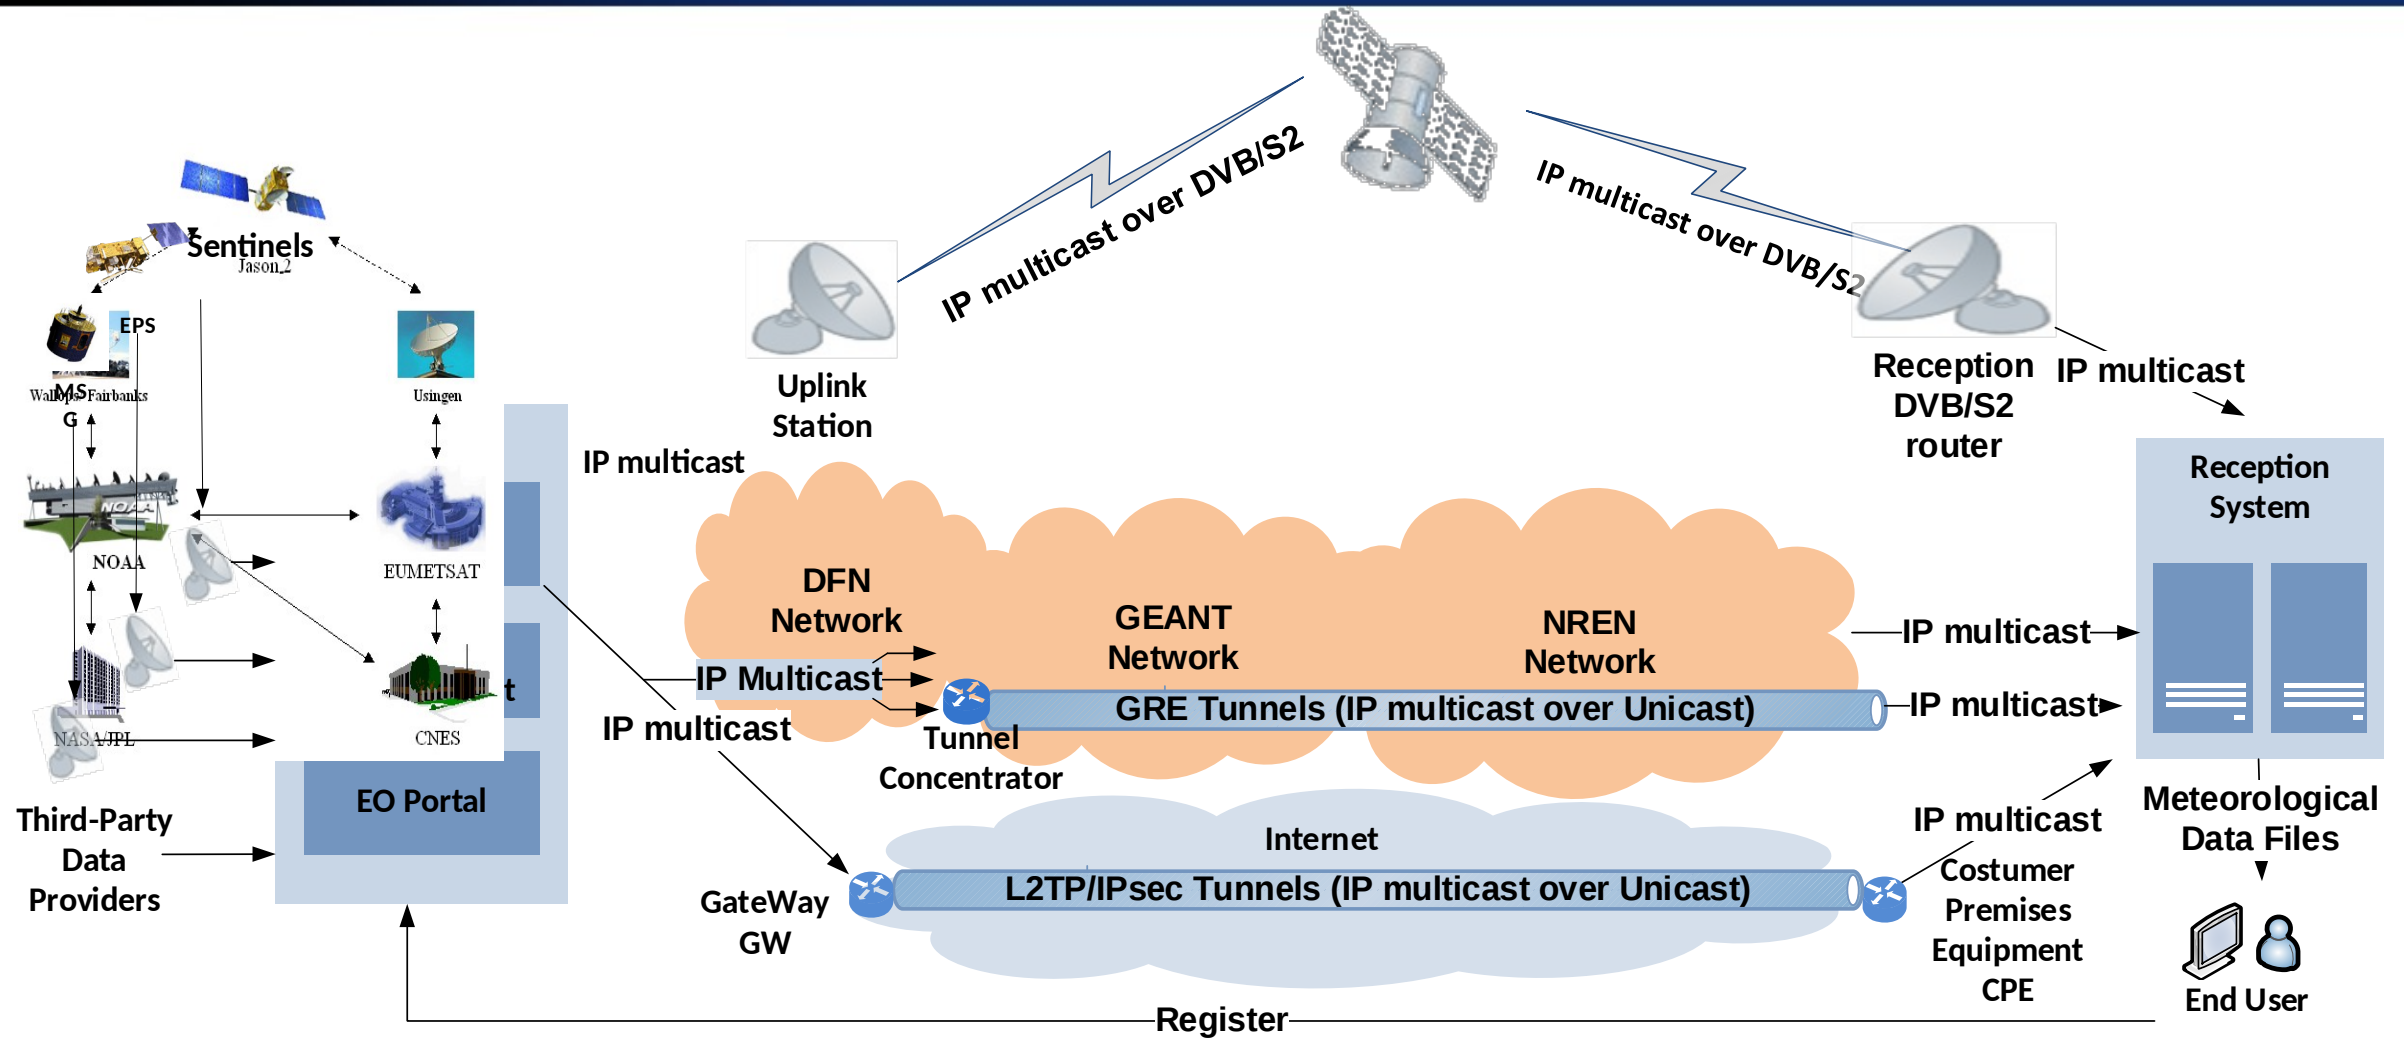 IP multicast over DVB/S2
IP multicast over DVB/S2
Sentinels
Jason 2
EPS
MS
G
Wallops/Fairbanks
Usingen
NOAA
NOAA
EUMETSAT
NASA/JPL
CNES
t
EO Portal
Third-Party
Data
Providers
Uplink
Station
IP multicast
Reception
DVB/S2
router
IP multicast
Reception
System
DFN
Network
GEANT
Network
NREN
Network
IP Multicast
IP multicast
IP multicast
GRE Tunnels (IP multicast over Unicast)
IP multicast
IP multicast
Tunnel
Concentrator
Internet
L2TP/IPsec Tunnels (IP multicast over Unicast)
GateWay
GW
Costumer
Premises
Equipment
CPE
Meteorological
Data Files
End User
Register